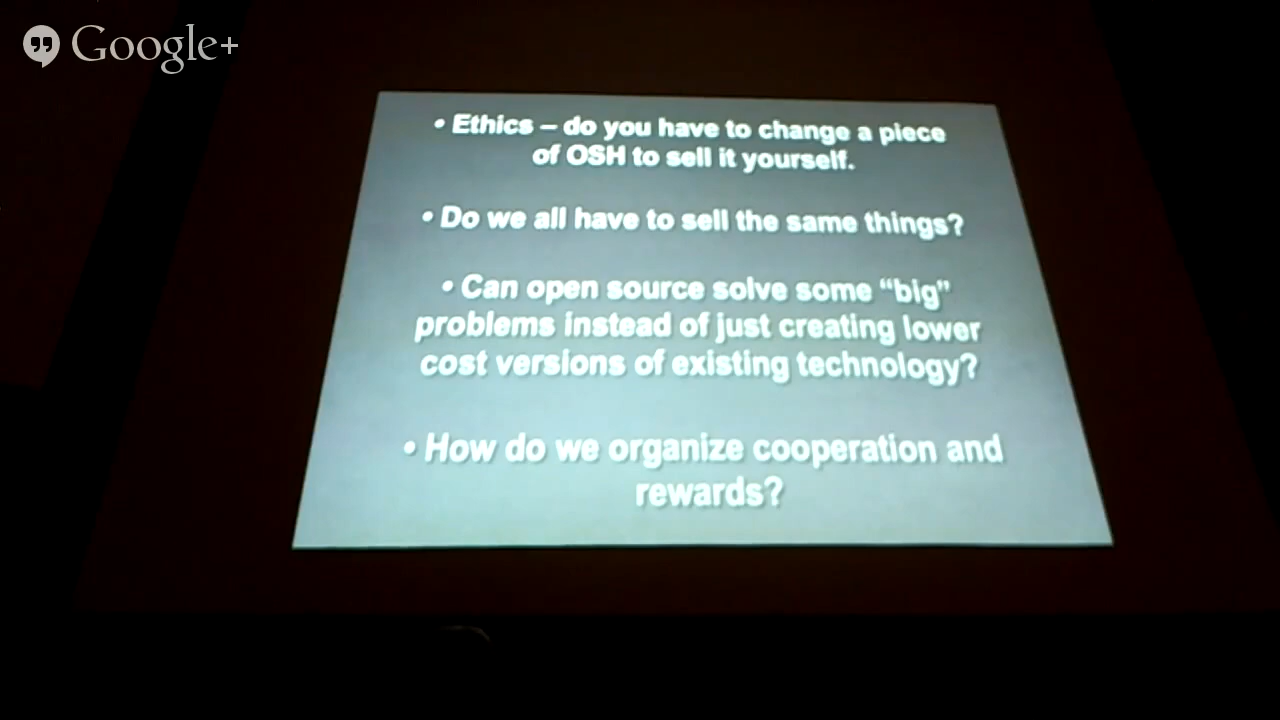 Google+
• Ethics – do you have to change a piece
of OSH to sell it yourself.
• Do we all have to sell the same things?
• Can open source solve some “big”
problems instead of just creating lower
cost versions of existing technology?
• How do we organize cooperation and
rewards?